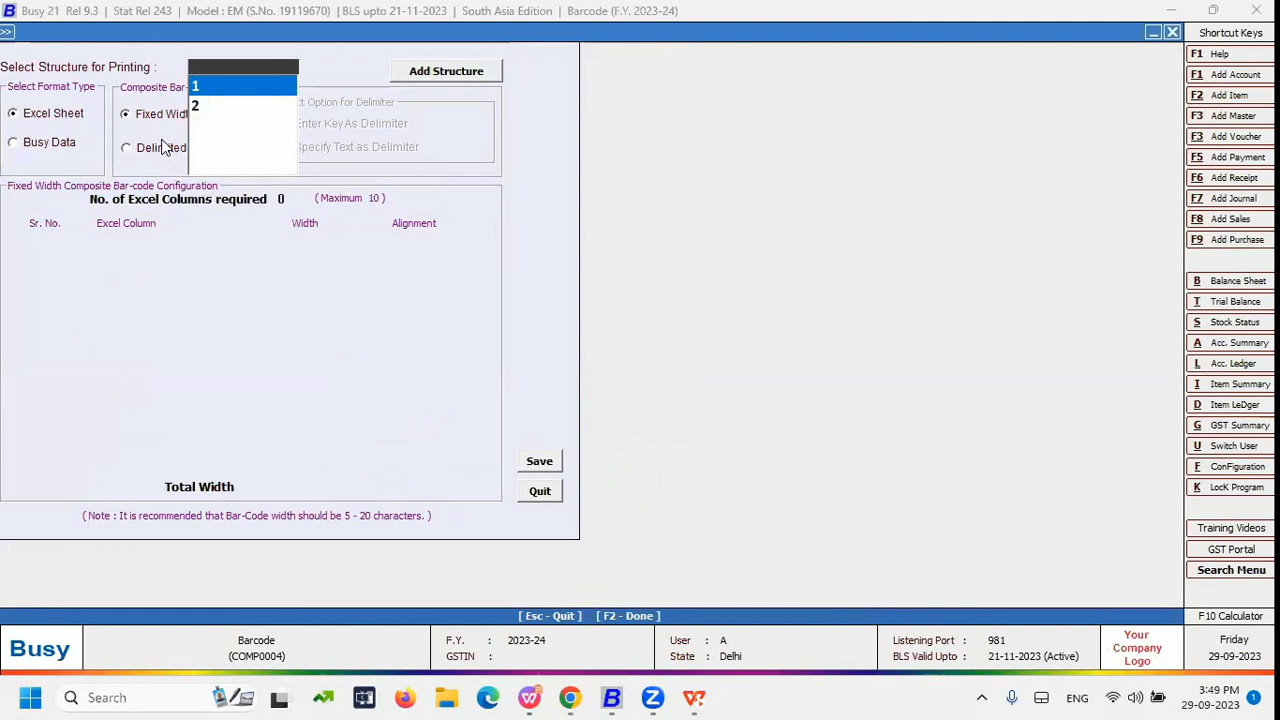 Busy 21 Rel 9.3 | Stat Rel 243 | Model : EM (S.No. 19119670) | BLS upto 21-11-2023 | South Asia Edition | Barcode (F.Y. 2023-24)
>>
Shortcut Keys
Select Structure for Printing :
Add Structure
1
2
Select Format Type
Excel Sheet
Busy Data
Composite Bar-
Fixed Widt
Delimited
ct Option for Delimiter
Enter Key As Delimiter
Specify Text as Delimiter
Fixed Width Composite Bar-code Configuration
No. of Excel Columns required 0 ( Maximum 10 )
Sr. No. Excel Column Width Alignment
Total Width
Save
Quit
( Note : It is recommended that Bar-Code width should be 5 - 20 characters. )
F1 Help
F1 Add Account
F2 Add Item
F3 Add Master
F3 Add Voucher
F5 Add Payment
F6 Add Receipt
F7 Add Journal
F8 Add Sales
F9 Add Purchase
B Balance Sheet
T Trial Balance
S Stock Status
A Acc. Summary
L Acc. Ledger
I Item Summary
D Item LeDger
G GST Summary
U Switch User
F ConFiguration
K LocK Program
Training Videos
GST Portal
Search Menu
F10 Calculator
[ Esc - Quit ] [ F2 - Done ]
Busy
Barcode
(COMP0004)
F.Y. : 2023-24
GSTIN :
User : A
State : Delhi
Listening Port : 981
BLS Valid Upto : 21-11-2023 (Active)
Your
Company
Logo
Friday
29-09-2023
Search
ENG
3:49 PM
29-09-2023
1